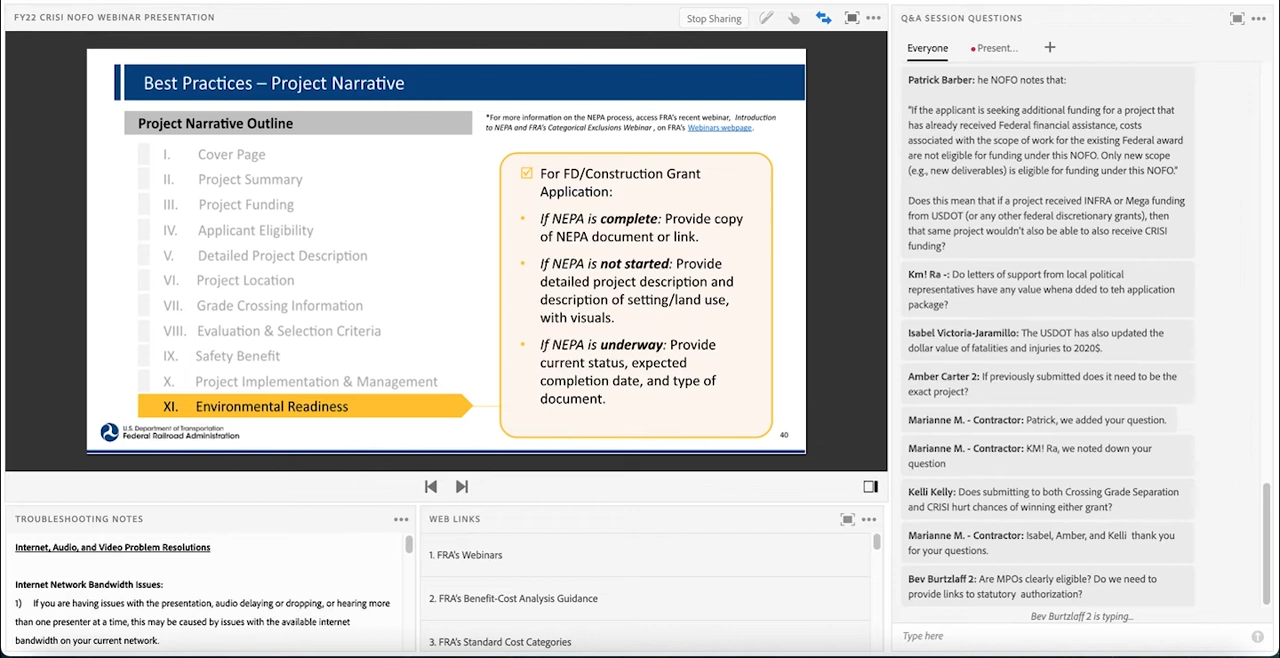 FY22 CRISI NOFO WEBINAR PRESENTATION
Stop Sharing
Best Practices – Project Narrative
Project Narrative Outline
*For more information on the NEPA process, access FRA's recent webinar, Introduction
to NEPA and FRA's Categorical Exclusions Webinar , on FRA's Webinars webpage.
I. Cover Page
II. Project Summary
III. Project Funding
IV. Applicant Eligibility
V. Detailed Project Description
VI. Project Location
VII. Grade Crossing Information
VIII. Evaluation & Selection Criteria
IX. Safety Benefit
X. Project Implementation & Management
XI. Environmental Readiness
For FD/Construction Grant
Application:
• If NEPA is complete: Provide copy
of NEPA document or link.
• If NEPA is not started: Provide
detailed project description and
description of setting/land use,
with visuals.
• If NEPA is underway: Provide
current status, expected
completion date, and type of
document.
U.S. Department of Transportation
Federal Railroad Administration
40
TROUBLESHOOTING NOTES
Internet, Audio, and Video Problem Resolutions
Internet Network Bandwidth Issues:
1) If you are having issues with the presentation, audio delaying or dropping, or hearing more
than one presenter at a time, this may be caused by issues with the available internet
bandwidth on your current network.
WEB LINKS
1. FRA's Webinars
2. FRA's Benefit-Cost Analysis Guidance
3. FRA's Standard Cost Categories
Q&A SESSION QUESTIONS
Everyone
Present...
Patrick Barber: he NOFO notes that:
"If the applicant is seeking additional funding for a project that
has already received Federal financial assistance, costs
associated with the scope of work for the existing Federal award
are not eligible for funding under this NOFO. Only new scope
(e.g., new deliverables) is eligible for funding under this NOFO."
Does this mean that if a project received INFRA or Mega funding
from USDOT (or any other federal discretionary grants), then
that same project wouldn't also be able to also receive CRISI
funding?
Km! Ra -: Do letters of support from local political
representatives have any value whena dded to teh application
package?
Isabel Victoria-Jaramillo: The USDOT has also updated the
dollar value of fatalities and injuries to 2020$.
Amber Carter 2: If previously submitted does it need to be the
exact project?
Marianne M. - Contractor: Patrick, we added your question.
Marianne M. - Contractor: KM! Ra, we noted down your
question
Kelli Kelly: Does submitting to both Crossing Grade Separation
and CRISI hurt chances of winning either grant?
Marianne M. - Contractor: Isabel, Amber, and Kelli thank you
for your questions.
Bev Burtzlaff 2: Are MPOs clearly eligible? Do we need to
provide links to statutory authorization?
Bev Burtzlaff 2 is typing...
Type here